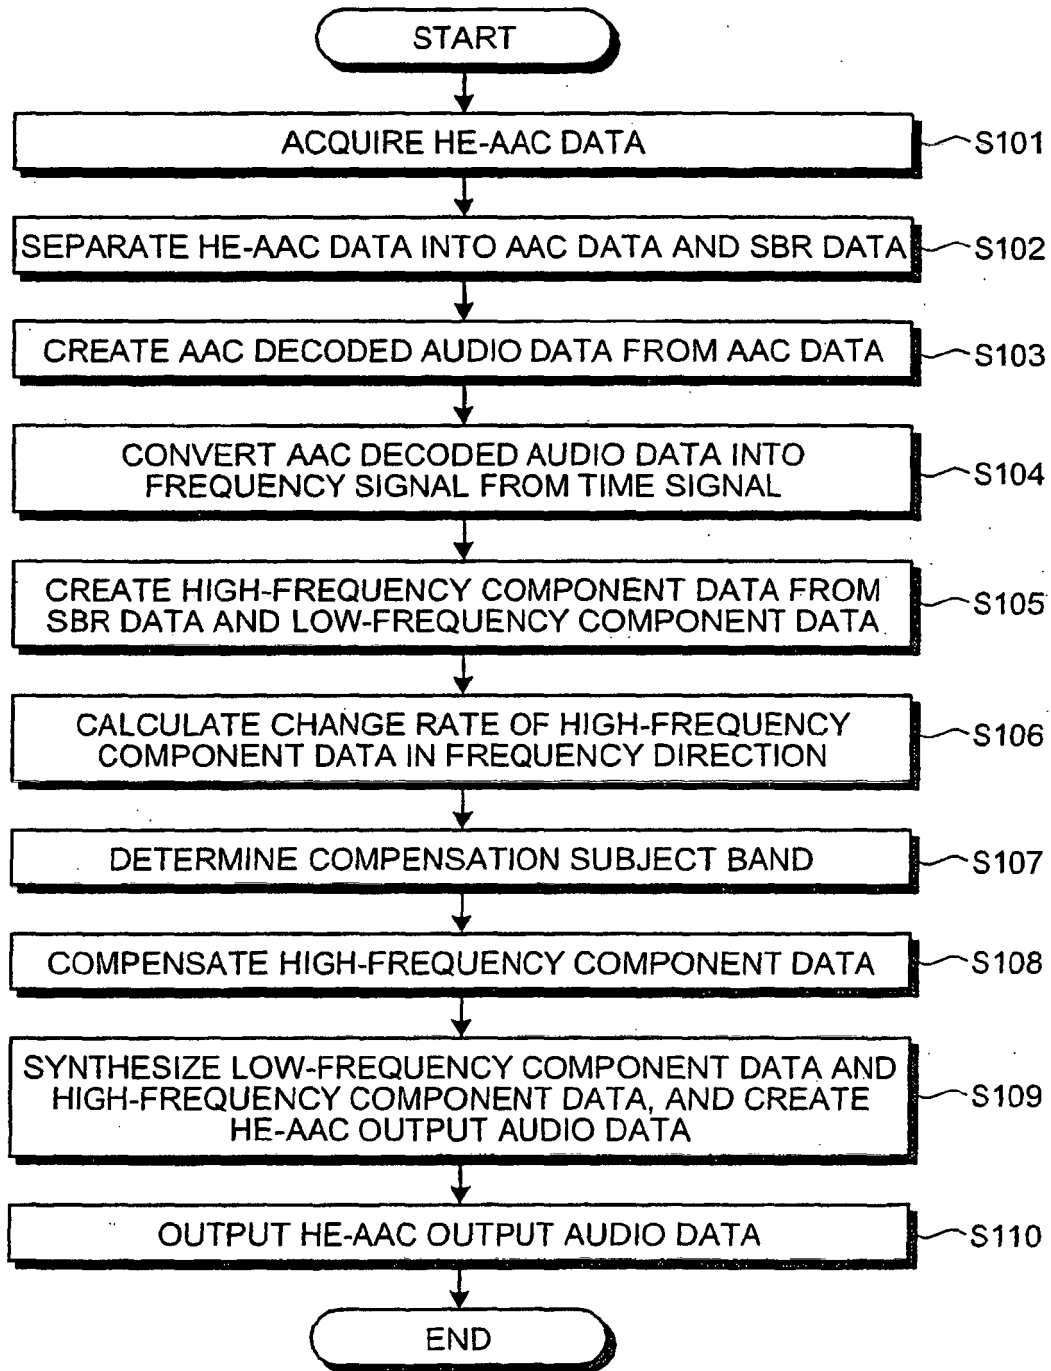 START
ACQUIRE HE-AAC DATA
S101
SEPARATE HE-AAC DATA INTO AAC DATA AND SBR DATA
S102
CREATE AAC DECODED AUDIO DATA FROM AAC DATA
S103
CONVERT AAC DECODED AUDIO DATA INTO
FREQUENCY SIGNAL FROM TIME SIGNAL
S104
CREATE HIGH-FREQUENCY COMPONENT DATA FROM
SBR DATA AND LOW-FREQUENCY COMPONENT DATA
S105
CALCULATE CHANGE RATE OF HIGH-FREQUENCY
COMPONENT DATA IN FREQUENCY DIRECTION
S106
DETERMINE COMPENSATION SUBJECT BAND
S107
COMPENSATE HIGH-FREQUENCY COMPONENT DATA
S108
SYNTHESIZE LOW-FREQUENCY COMPONENT DATA AND
HIGH-FREQUENCY COMPONENT DATA, AND CREATE
HE-AAC OUTPUT AUDIO DATA
S109
OUTPUT HE-AAC OUTPUT AUDIO DATA
S110
END